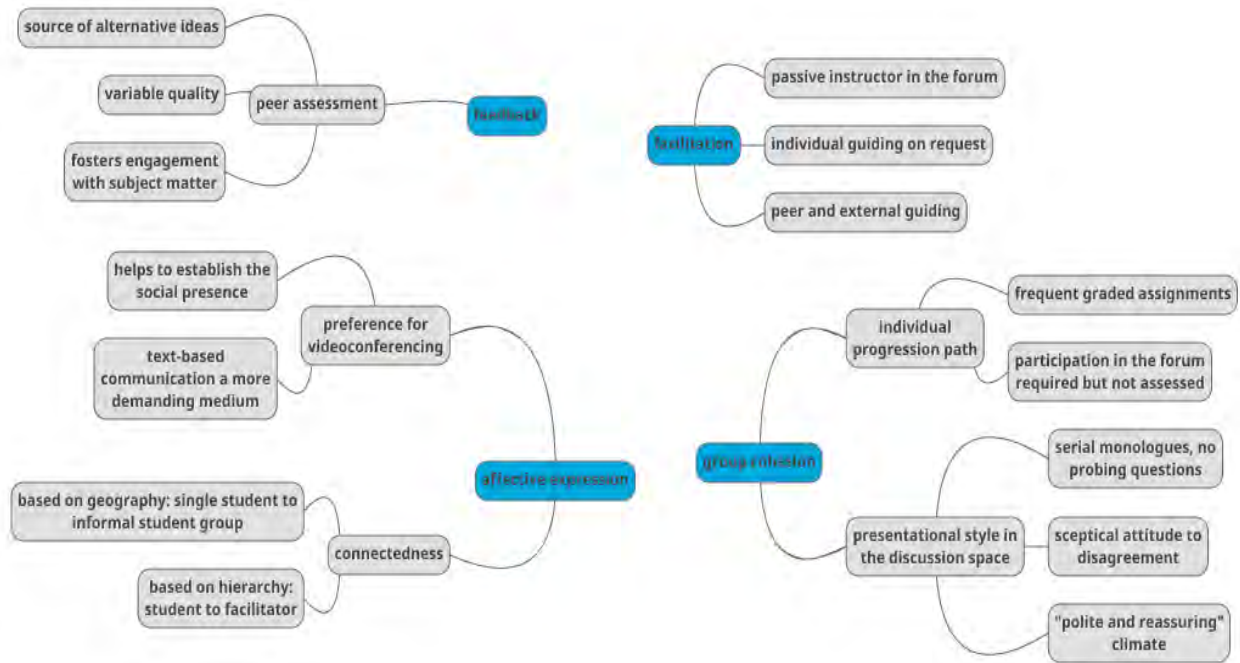 source of alternative ideas
variable quality
peer assessment
feedback
fosters engagement
with subject matter
passive instructor in the forum
facilitation
individual guiding on request
peer and external guiding
helps to establish the
social presence
preference for
videoconferencing
text-based
communication a more
demanding medium
affective expression
based on geography: single student to
informal student group
connectedness
based on hierarchy:
student to facilitator
frequent graded assignments
individual
progression path
participation in the forum
required but not assessed
group cohesion
serial monologues, no
probing questions
presentational style in
the discussion space
sceptical attitude to
disagreement
"polite and reassuring"
climate